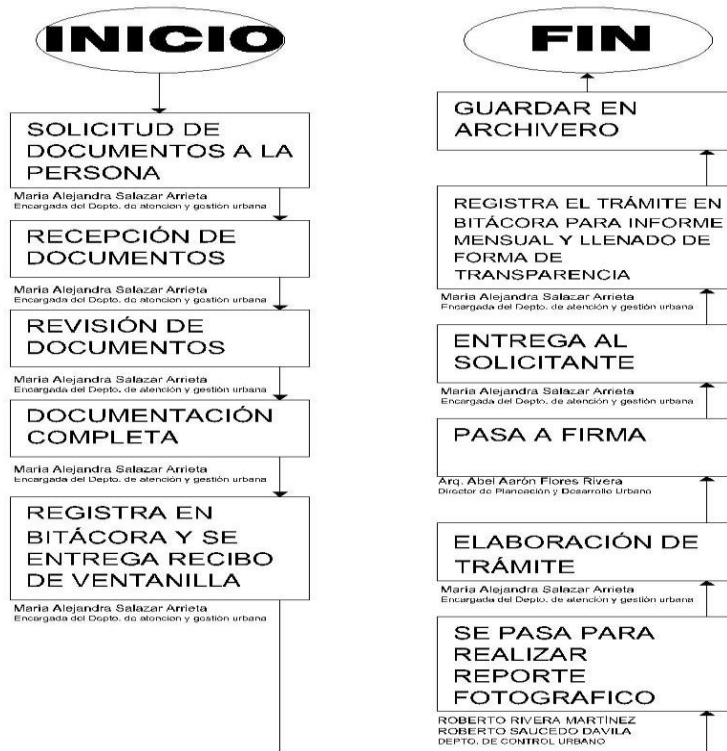 INICIO
SOLICITUD DE
DOCUMENTOS A LA
PERSONA
Maria Alejandra Salazar Arrieta
Encargada del Depto. de atención y gestión urbana
RECEPCIÓN DE
DOCUMENTOS
Maria Alejandra Salazar Arrieta
Encargada del Depto. de atención y gestión urbana
REVISIÓN DE
DOCUMENTOS
Maria Alejandra Salazar Arrieta
Encargada del Depto. de atención y gestión urbana
DOCUMENTACIÓN
COMPLETA
Maria Alejandra Salazar Arrieta
Encargada del Depto. de atención y gestión urbana
REGISTRA EN
BITÁCORA Y SE
ENTREGA RECIBO
DE VENTANILLA
Maria Alejandra Salazar Arrieta
Encargada del Depto. de atención y gestión urbana
SE PASA PARA
REALIZAR
REPORTE
FOTOGRAFICO
ROBERTO RIVERA MARTÍNEZ
ROBERTO SAUCEDO DAVILA
DEPTO. DE CONTROL URBANO
ELABORACIÓN DE
TRÁMITE
Maria Alejandra Salazar Arrieta
Encargada del Depto. de atención y gestión urbana
PASA A FIRMA
Arq. Abel Aarón Flores Rivera
Director de Planeación y Desarrollo Urbano
ENTREGA AL
SOLICITANTE
Maria Alejandra Salazar Arrieta
Encargada del Depto. de atención y gestión urbana
REGISTRA EL TRÁMITE EN
BITÁCORA PARA INFORME
MENSUAL Y LLENADO DE
FORMA DE
TRANSPARENCIA
Maria Alejandra Salazar Arrieta
Encargada del Depto. de atención y gestión urbana
GUARDAR EN
ARCHIVERO
FIN